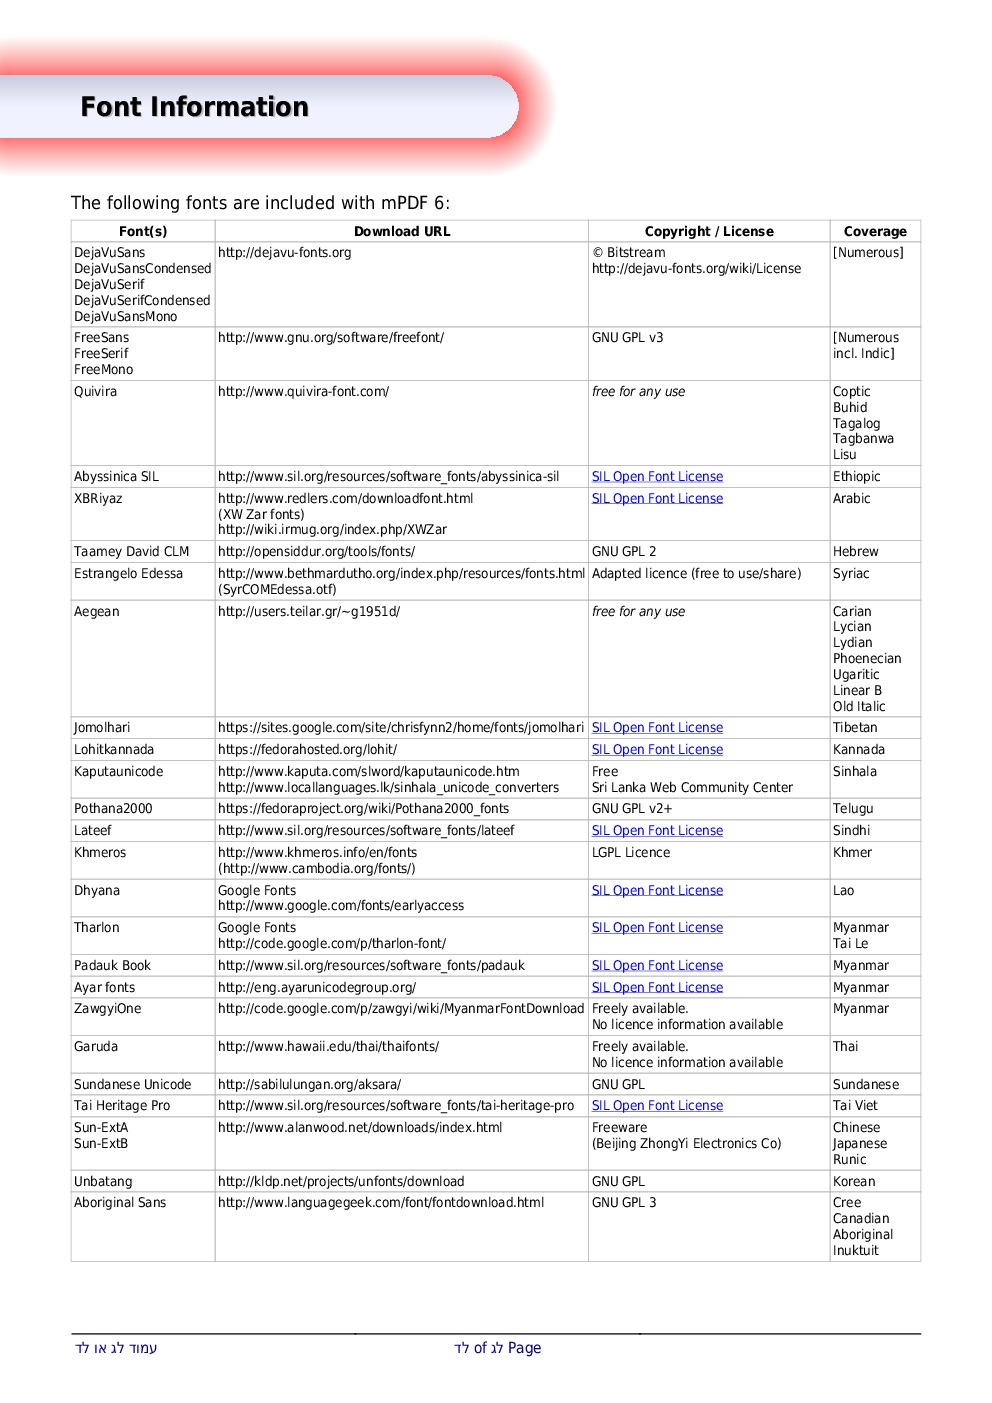 Font Information
The following fonts are included with mPDF 6:
Font(s) Download URL Copyright / License Coverage
DejaVuSans http://dejavu-fonts.org © Bitstream [Numerous]
DejaVuSansCondensed http://dejavu-fonts.org/wiki/License
DejaVuSerif
DejaVuSerifCondensed
DejaVuSansMono
FreeSans http://www.gnu.org/software/freefont/ GNU GPL v3 [Numerous
FreeSerif incl. Indic]
FreeMono
Quivira http://www.quivira-font.com/ free for any use Coptic
Buhid
Tagalog
Tagbanwa
Lisu
Abyssinica SIL http://www.sil.org/resources/software_fonts/abyssinica-sil SIL Open Font License Ethiopic
XBRiyaz http://www.redlers.com/downloadfont.html SIL Open Font License Arabic
(XW Zar fonts)
http://wiki.irmug.org/index.php/XWZar
Taamey David CLM http://opensiddur.org/tools/fonts/ GNU GPL 2 Hebrew
Estrangelo Edessa http://www.bethmardutho.org/index.php/resources/fonts.html Adapted licence (free to use/share) Syriac
(SyrCOMEdessa.otf)
Aegean http://users.teilar.gr/~g1951d/ free for any use Carian
Lycian
Lydian
Phoenecian
Ugaritic
Linear B
Old Italic
Jomolhari https://sites.google.com/site/chrisfynn2/home/fonts/jomolhari SIL Open Font License Tibetan
Lohitkannada https://fedorahosted.org/lohit/ SIL Open Font License Kannada
Kaputaunicode http://www.kaputa.com/slword/kaputaunicode.htm Free Sinhala
http://www.locallanguages.lk/sinhala_unicode_converters Sri Lanka Web Community Center
Pothana2000 https://fedoraproject.org/wiki/Pothana2000_fonts GNU GPL v2+ Telugu
Lateef http://www.sil.org/resources/software_fonts/lateef SIL Open Font License Sindhi
Khmeros http://www.khmeros.info/en/fonts LGPL Licence Khmer
(http://www.cambodia.org/fonts/)
Dhyana Google Fonts SIL Open Font License Lao
http://www.google.com/fonts/earlyaccess
Tharlon Google Fonts SIL Open Font License Myanmar
http://code.google.com/p/tharlon-font/ Tai Le
Padauk Book http://www.sil.org/resources/software_fonts/padauk SIL Open Font License Myanmar
Ayar fonts http://eng.ayarunicodegroup.org/ SIL Open Font License Myanmar
ZawgyiOne http://code.google.com/p/zawgyi/wiki/MyanmarFontDownload Freely available. Myanmar
No licence information available
Garuda http://www.hawaii.edu/thai/thaifonts/ Freely available. Thai
No licence information available
Sundanese Unicode http://sabilulungan.org/aksara/ GNU GPL Sundanese
Tai Heritage Pro http://www.sil.org/resources/software_fonts/tai-heritage-pro SIL Open Font License Tai Viet
Sun-ExtA http://www.alanwood.net/downloads/index.html Freeware Chinese
Sun-ExtB (Beijing ZhongYi Electronics Co) Japanese
Runic
Unbatang http://kldp.net/projects/unfonts/download GNU GPL Korean
Aboriginal Sans http://www.languagegeek.com/font/fontdownload.html GNU GPL 3 Cree
Canadian
Aboriginal
Inuktuit
עמוד לג או לד
Page לג of לד